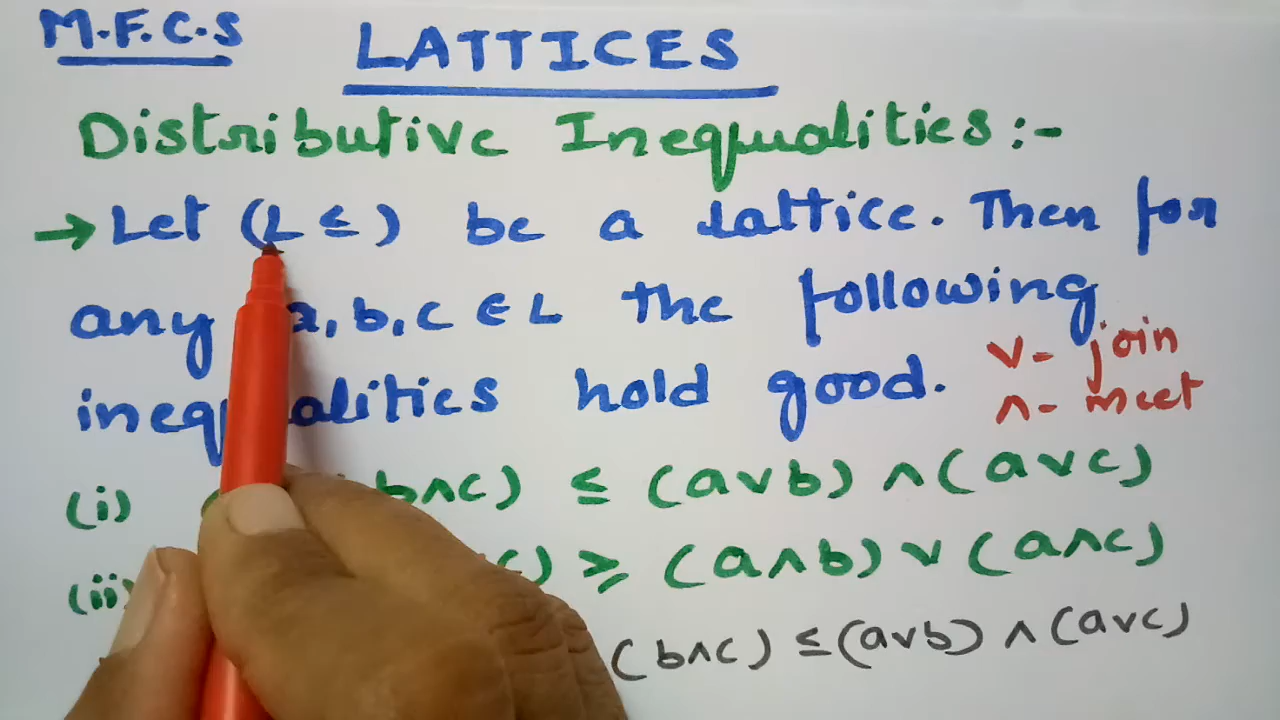 M.F.C.S
LATTICES
Distributive Inequalities:-
→ Let (L ≤ ) be a lattice. Then for
any a, b, c ∈ L the following
inequalities hold good.
v- join
∧- meet
(i) b∧c) ≤ (a∨b) ∧ (a∨c)
(ii) c) ≥ (a∧b) ∨ (a∧c)
(b∧c) ≤ (a∨b) ∧ (a∨c)